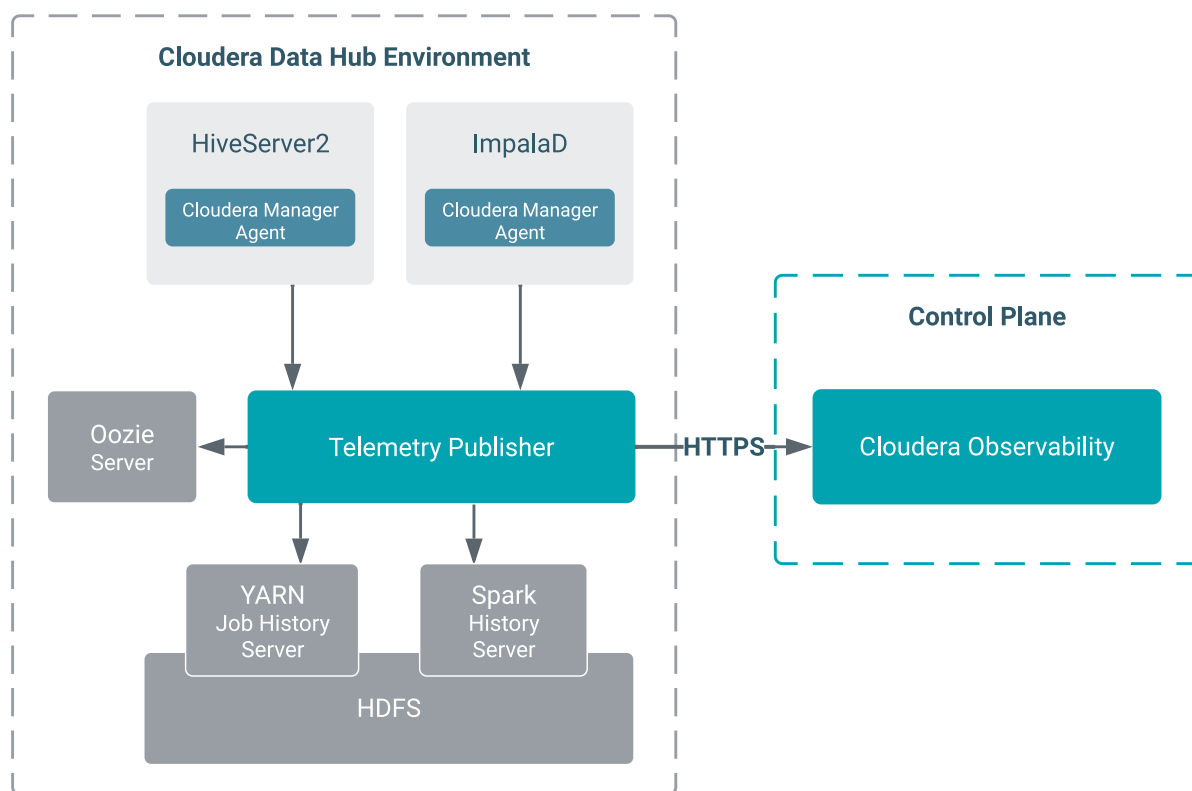 Cloudera Data Hub Environment
HiveServer2
Cloudera Manager
Agent
ImpalaD
Cloudera Manager
Agent
Control Plane
Oozie
Server
Telemetry Publisher
HTTPS
Cloudera Observability
YARN
Job History
Server
Spark
History
Server
HDFS